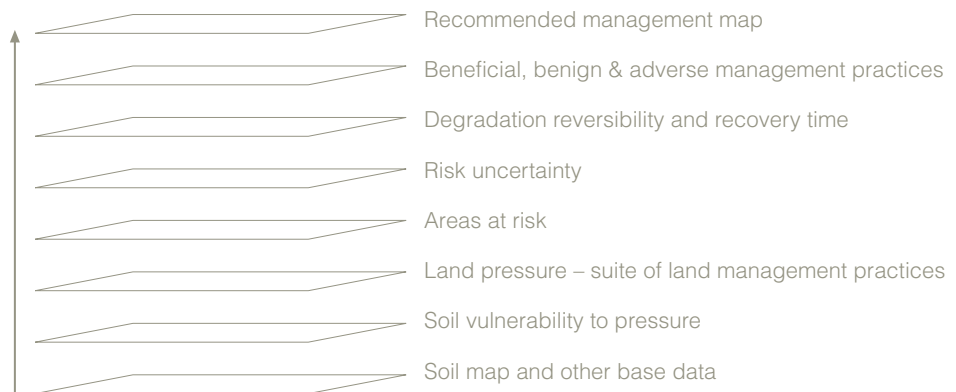 Recommended management map
Beneficial, benign & adverse management practices
Degradation reversibility and recovery time
Risk uncertainty
Areas at risk
Land pressure – suite of land management practices
Soil vulnerability to pressure
Soil map and other base data